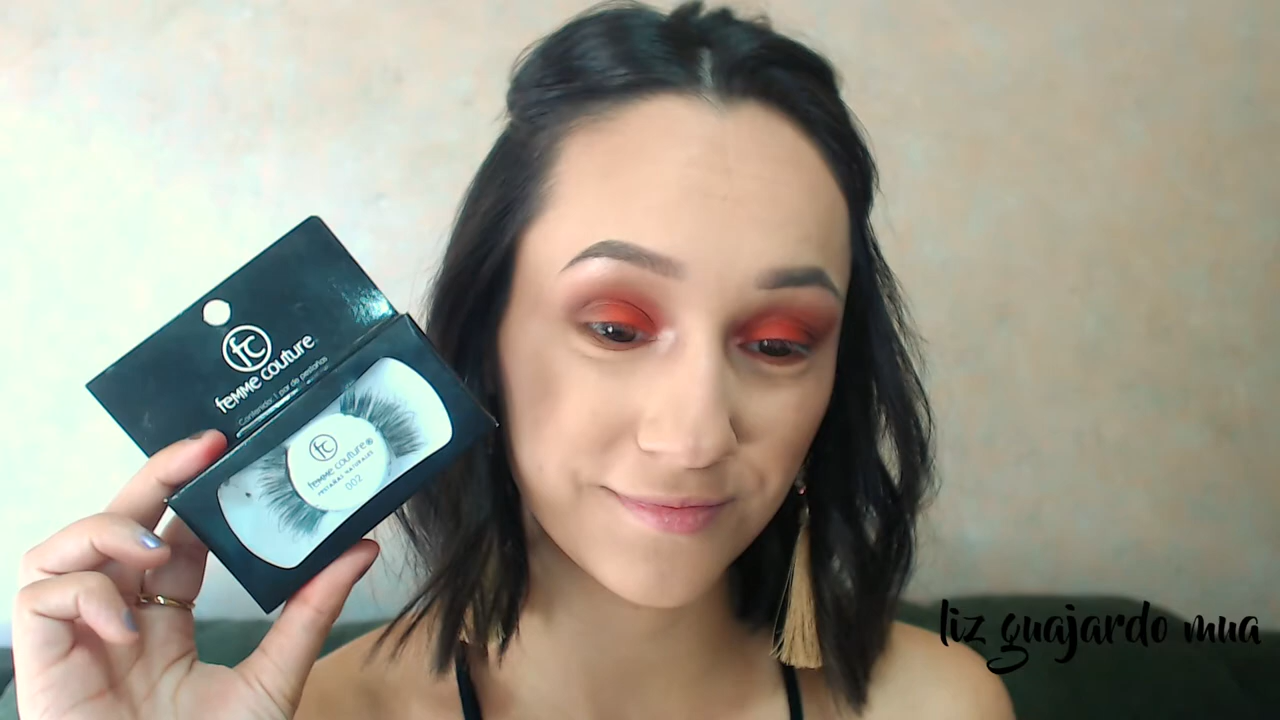 fc
femme couture
Contenido: 1 par de pestañas
fc
femme couture®
PESTAÑAS NATURALES
002
liz guajardo mua